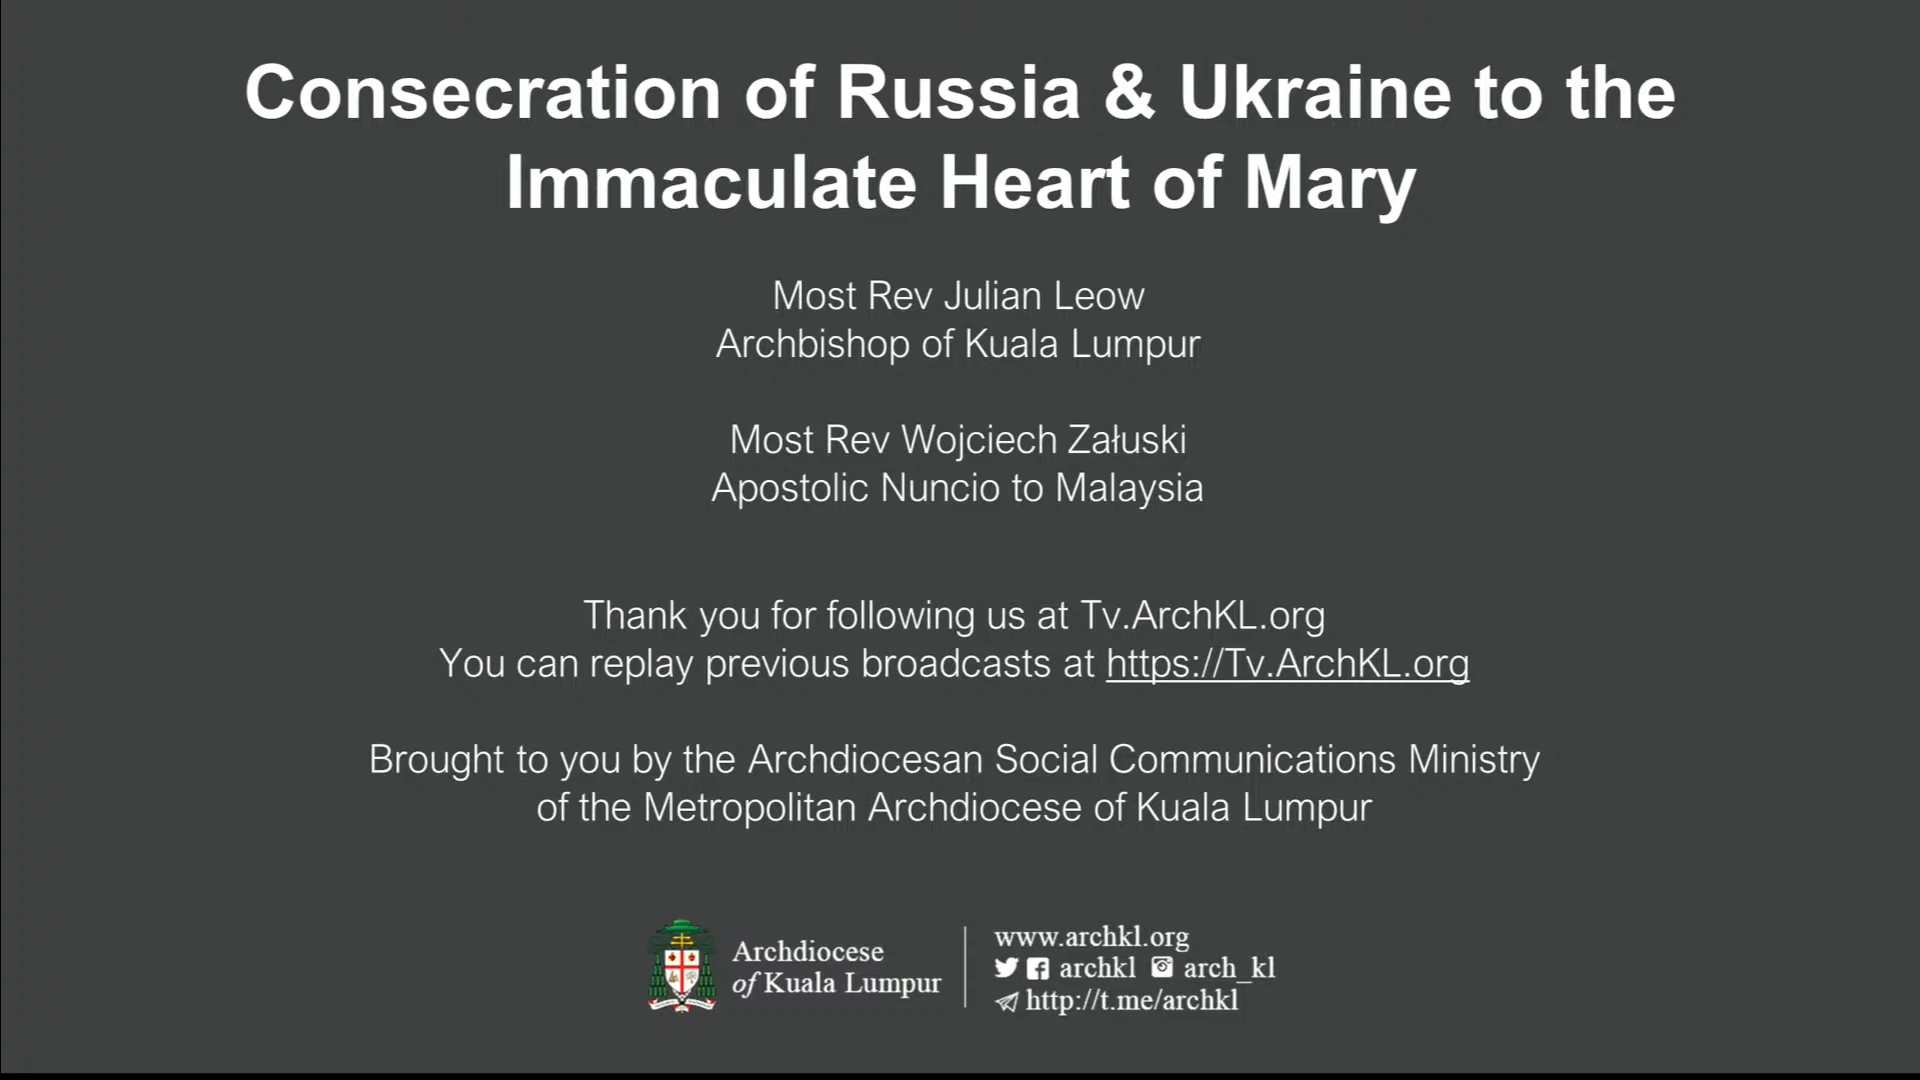 Consecration of Russia & Ukraine to the
Immaculate Heart of Mary
Most Rev Julian Leow
Archbishop of Kuala Lumpur
Most Rev Wojciech Załuski
Apostolic Nuncio to Malaysia
Thank you for following us at Tv.ArchKL.org
You can replay previous broadcasts at https://Tv.ArchKL.org
Brought to you by the Archdiocesan Social Communications Ministry
of the Metropolitan Archdiocese of Kuala Lumpur
Archdiocese
of Kuala Lumpur
www.archkl.org
archkl arch_kl
http://t.me/archkl